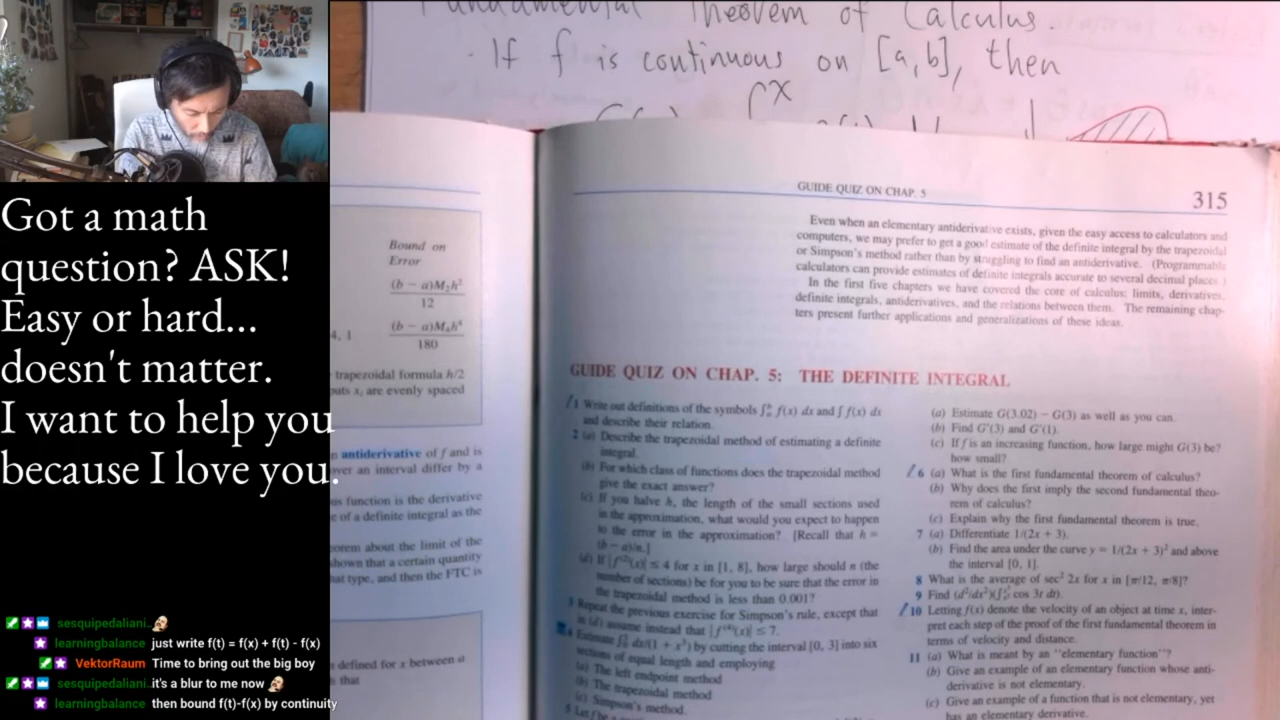 Fundamental Theorem of Calculus.
· If f is continuous on [a,b], then
Got a math
question? ASK!
Easy or hard...
doesn't matter.
I want to help you
because I love you.
sesquipedaliani..
learningbalance just write f(t) = f(x) + f(t) - f(x)
VektorRaum Time to bring out the big boy
sesquipedaliani.. it's a blur to me now
learningbalance then bound f(t)-f(x) by continuity
Bound on
Error
(b − a)M₂h²
12
4, 1
(b − a)M₄h⁴
180
trapezoidal formula h/2
uts xᵢ are evenly spaced
antiderivative of f and is
over an interval differ by a
us function is the derivative
e of a definite integral as the
orem about the limit of the
shown that a certain quantity
hat type, and then the FTC is
defined for x between a
that
GUIDE QUIZ ON CHAP. 5
315
Even when an elementary antiderivative exists, given the easy access to calculators and
computers, we may prefer to get a good estimate of the definite integral by the trapezoidal
or Simpson's method rather than by struggling to find an antiderivative. (Programmable
calculators can provide estimates of definite integrals accurate to several decimal places.)
In the first five chapters we have covered the core of calculus: limits, derivatives,
definite integrals, antiderivatives, and the relations between them. The remaining chap-
ters present further applications and generalizations of these ideas.
GUIDE QUIZ ON CHAP. 5: THE DEFINITE INTEGRAL
1 Write out definitions of the symbols ∫ₐᵇ f(x) dx and ∫ f(x) dx
and describe their relation.
2 (a) Describe the trapezoidal method of estimating a definite
integral.
(b) For which class of functions does the trapezoidal method
give the exact answer?
(c) If you halve h, the length of the small sections used
in the approximation, what would you expect to happen
to the error in the approximation? [Recall that h =
(b − a)/n.]
(d) If |f⁽²⁾(x)| ≤ 4 for x in [1, 8], how large should n (the
number of sections) be for you to be sure that the error in
the trapezoidal method is less than 0.001?
3 Repeat the previous exercise for Simpson's rule, except that
in (d) assume instead that |f⁽⁴⁾(x)| ≤ 7.
4 Estimate ∫₀³ dx/(1 + x³) by cutting the interval [0, 3] into six
sections of equal length and employing
(a) The left endpoint method
(b) The trapezoidal method
(c) Simpson's method.
5 Let f be a
(a) Estimate G(3.02) − G(3) as well as you can.
(b) Find G'(3) and G'(1).
(c) If f is an increasing function, how large might G(3) be?
how small?
6 (a) What is the first fundamental theorem of calculus?
(b) Why does the first imply the second fundamental theo-
rem of calculus?
(c) Explain why the first fundamental theorem is true.
7 (a) Differentiate 1/(2x + 3).
(b) Find the area under the curve y = 1/(2x + 3)² and above
the interval [0, 1].
8 What is the average of sec² 2x for x in [π/12, π/8]?
9 Find (d²/dx²)(∫ cos 3t dt).
10 Letting f(x) denote the velocity of an object at time x, inter-
pret each step of the proof of the first fundamental theorem in
terms of velocity and distance.
11 (a) What is meant by an "elementary function"?
(b) Give an example of an elementary function whose anti-
derivative is not elementary.
(c) Give an example of a function that is not elementary, yet
has an elementary derivative.